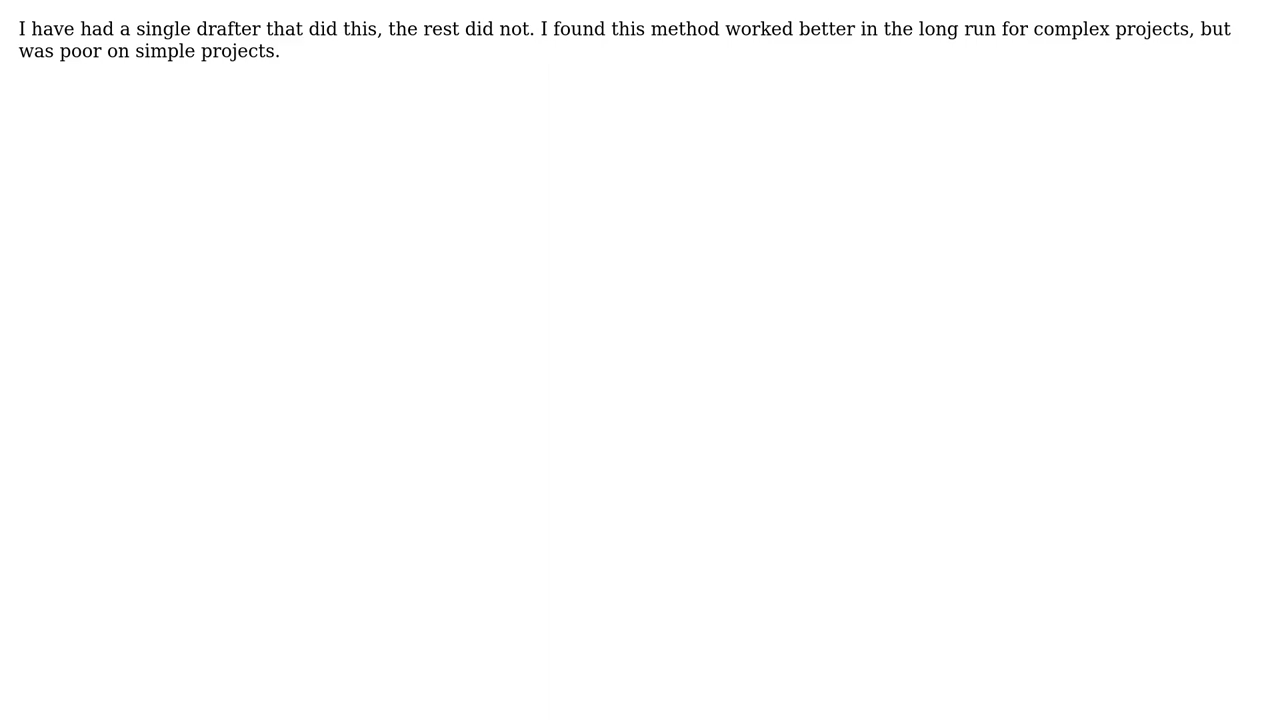 I have had a single drafter that did this, the rest did not. I found this method worked better in the long run for complex projects, but
was poor on simple projects.